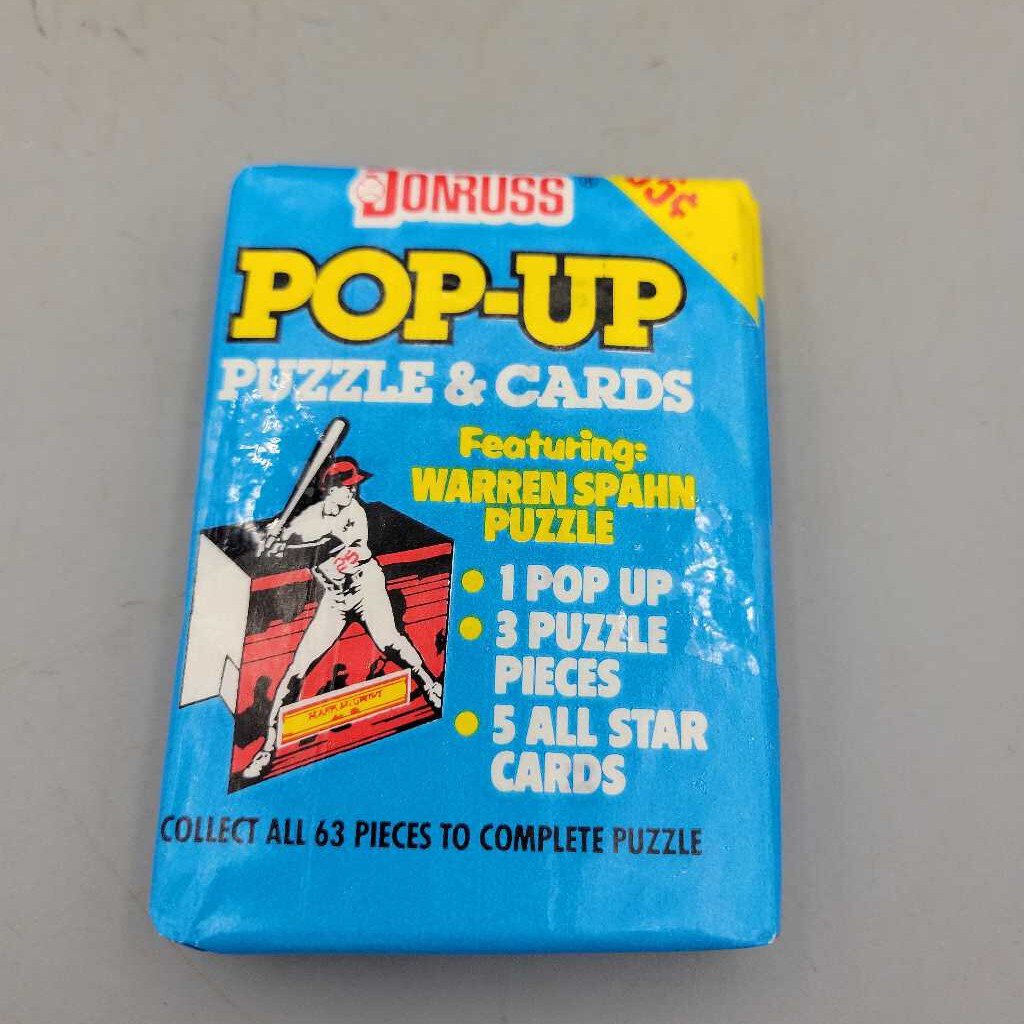 DONRUSS ®
POP-UP
PUZZLE & CARDS
Featuring:
WARREN SPAHN
PUZZLE
• 1 POP UP
• 3 PUZZLE
PIECES
• 5 ALL STAR
CARDS
25
COLLECT ALL 63 PIECES TO COMPLETE PUZZLE